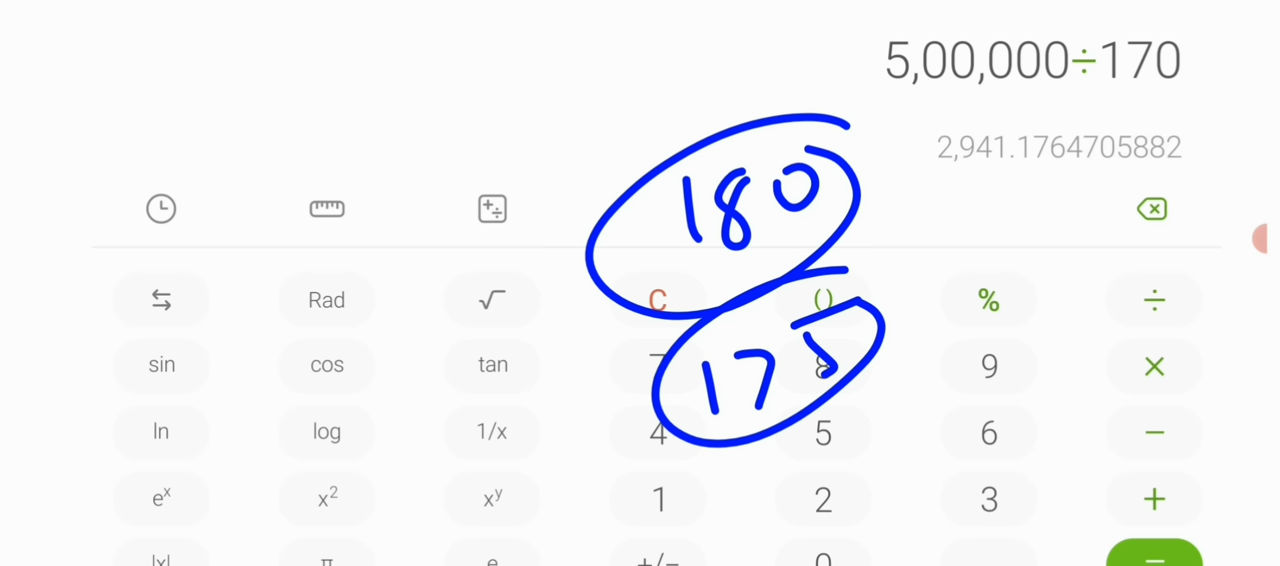 5,00,000÷170
2,941.1764705882
180
Rad √ C () % ÷
175
sin cos tan 9 ×
ln log 1/x 4 5 6 −
eˣ x² xʸ 1 2 3 +
|x| π e +/− 0 =